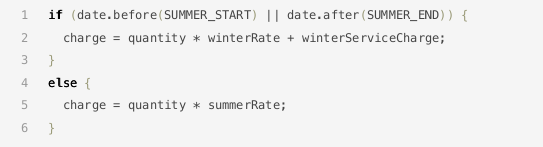 1 if (date.before(SUMMER_START) || date.after(SUMMER_END)) {
2   charge = quantity * winterRate + winterServiceCharge;
3 }
4 else {
5   charge = quantity * summerRate;
6 }